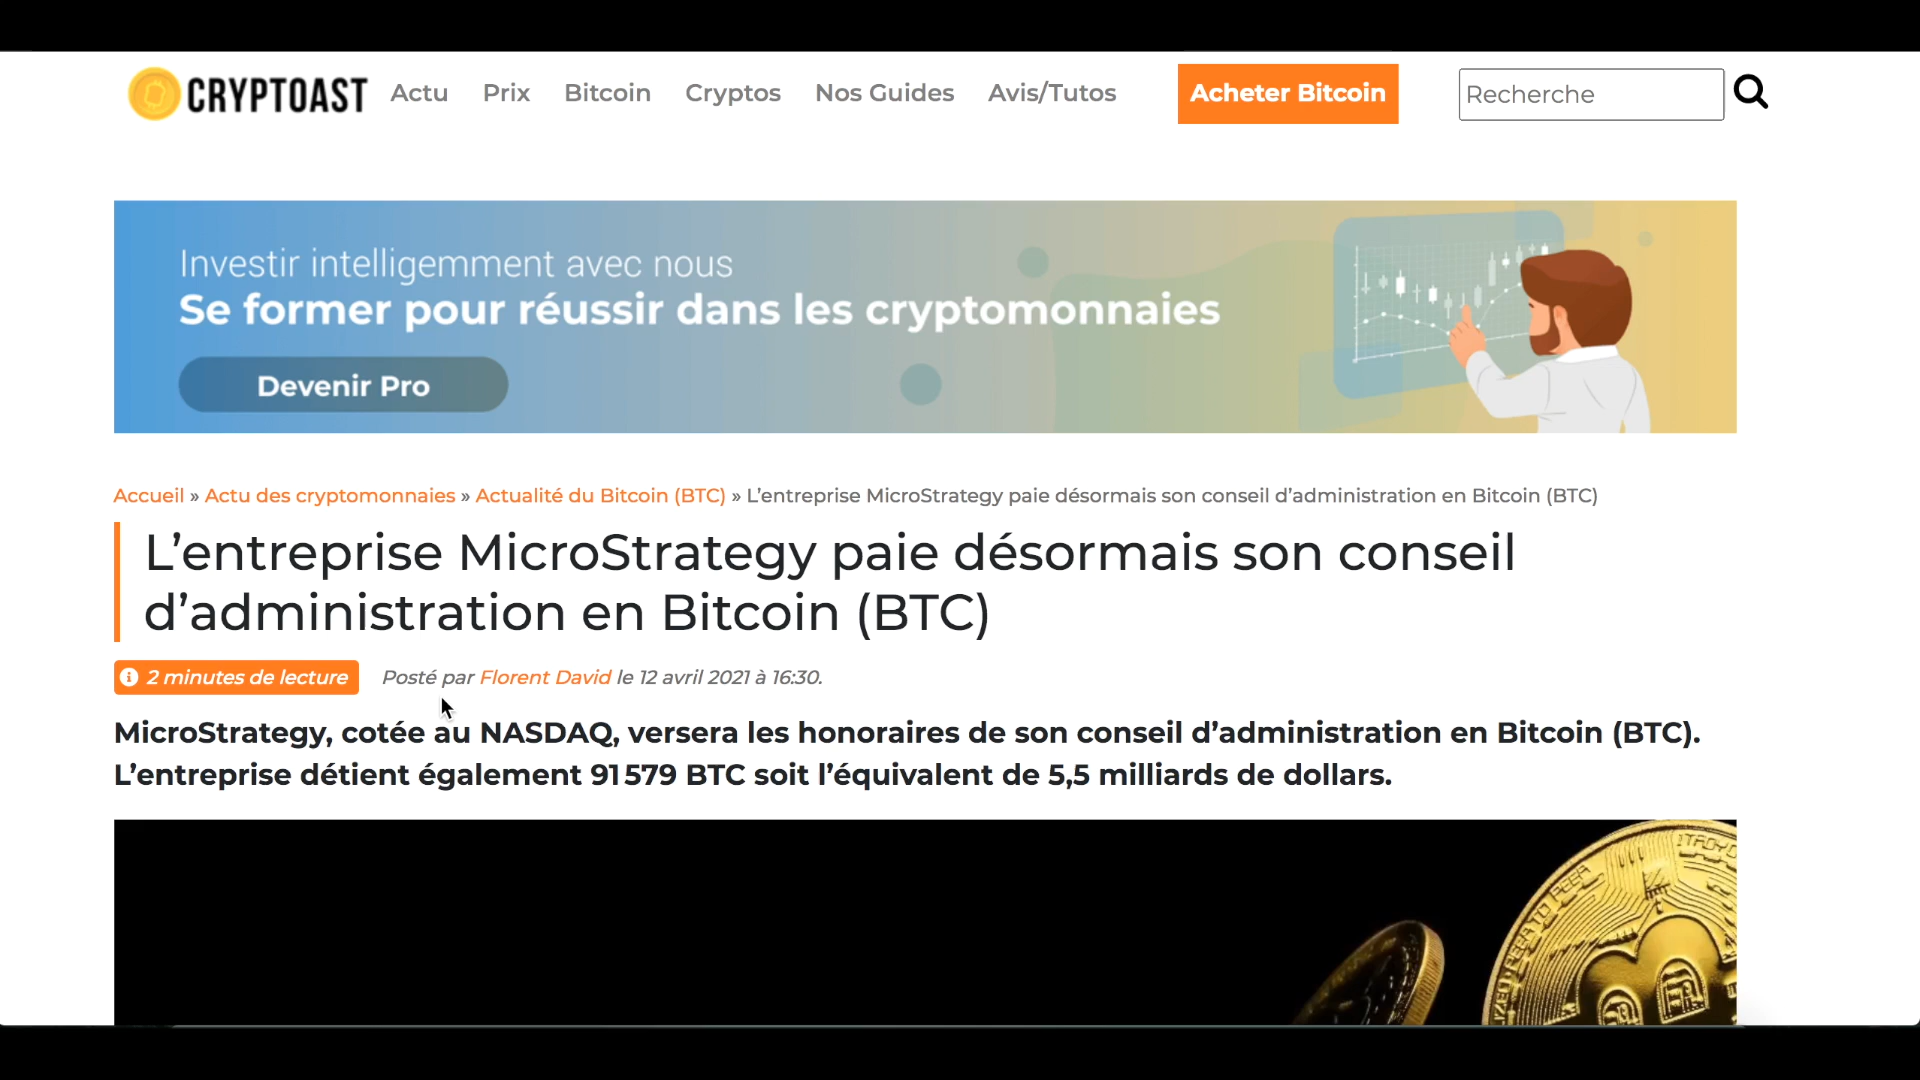 CRYPTOAST Actu Prix Bitcoin Cryptos Nos Guides Avis/Tutos Acheter Bitcoin Recherche
Investir intelligemment avec nous
Se former pour réussir dans les cryptomonnaies
Devenir Pro
Accueil » Actu des cryptomonnaies » Actualité du Bitcoin (BTC) » L’entreprise MicroStrategy paie désormais son conseil d’administration en Bitcoin (BTC)
L’entreprise MicroStrategy paie désormais son conseil
d’administration en Bitcoin (BTC)
2 minutes de lecture Posté par Florent David le 12 avril 2021 à 16:30.
MicroStrategy, cotée au NASDAQ, versera les honoraires de son conseil d’administration en Bitcoin (BTC).
L’entreprise détient également 91 579 BTC soit l’équivalent de 5,5 milliards de dollars.